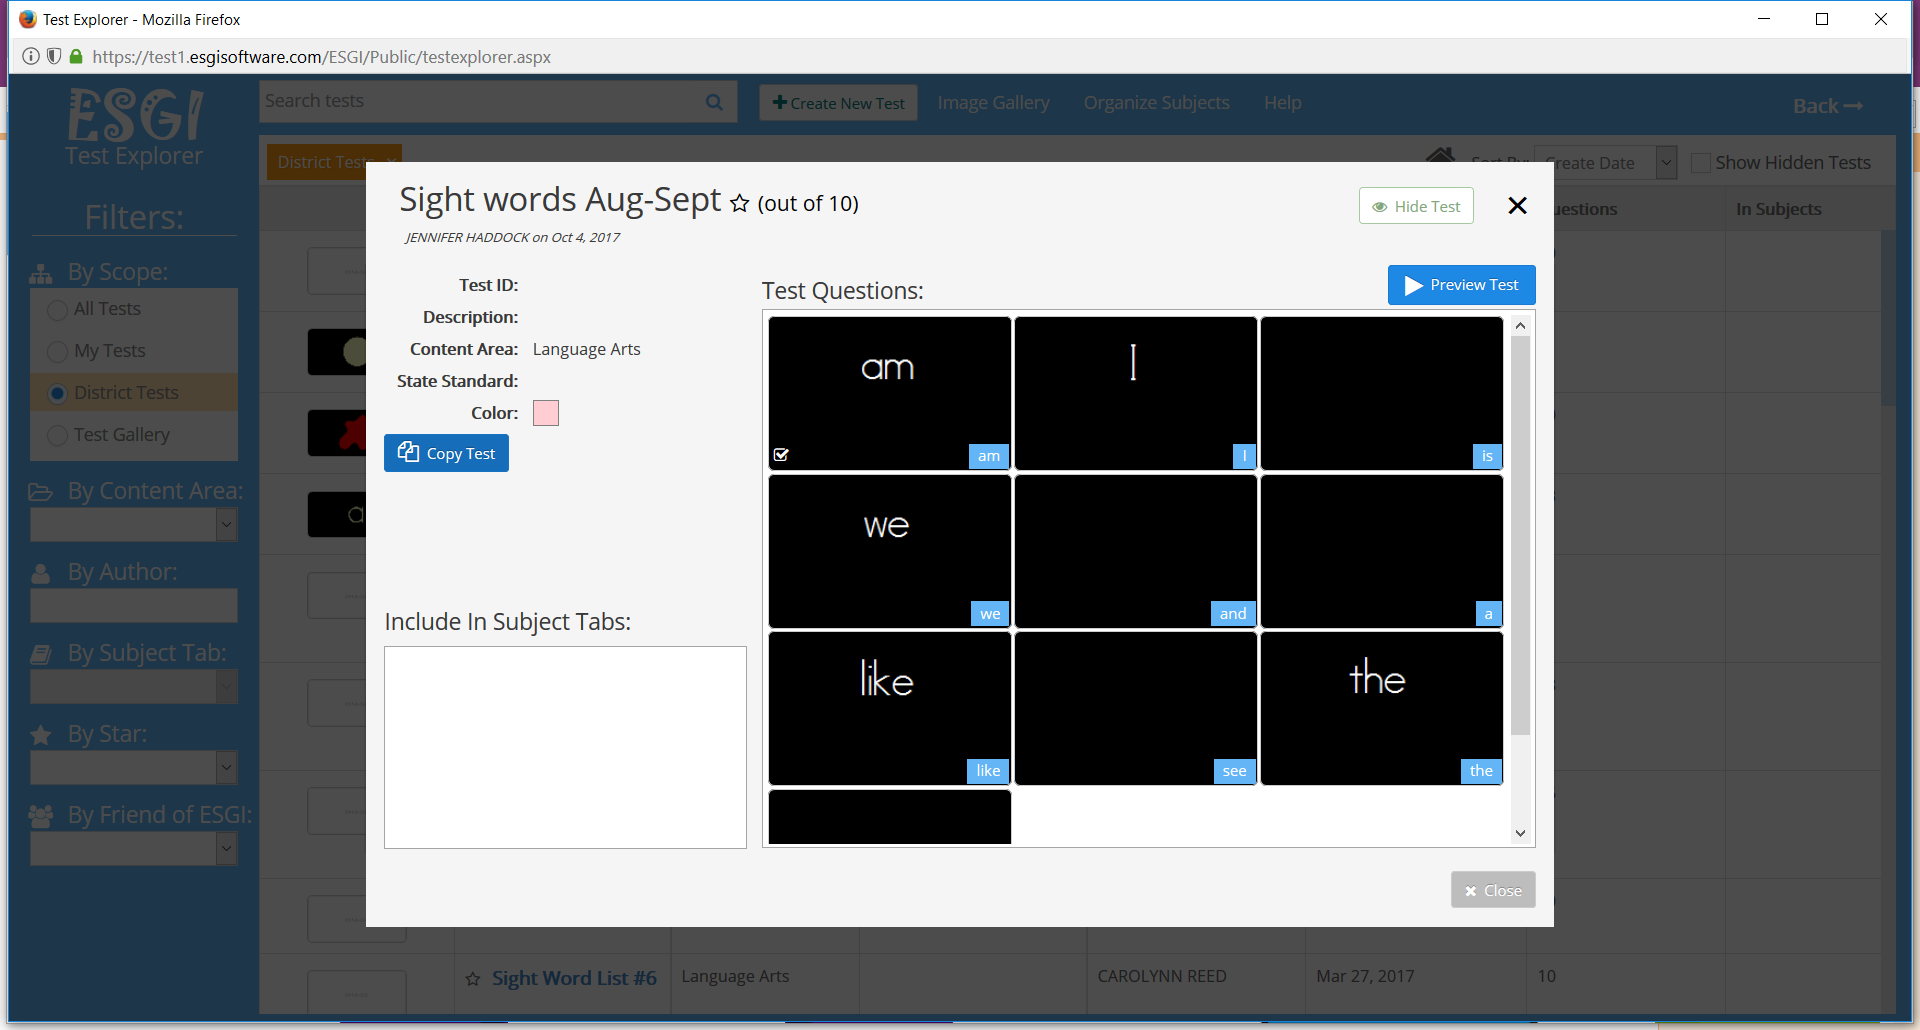 Test Explorer - Mozilla Firefox
https://test1.esgisoftware.com/ESGI/Public/testexplorer.aspx
ESGI
Test Explorer
Search tests
Create New Test
Image Gallery
Organize Subjects
Help
Back
District Tests
Sort By:
Create Date
Show Hidden Tests
In Subjects
Filters:
By Scope:
All Tests
My Tests
District Tests
Test Gallery
By Content Area:
By Author:
By Subject Tab:
By Star:
By Friend of ESGI:
Sight words Aug-Sept (out of 10)
JENNIFER HADDOCK on Oct 4, 2017
Hide Test
Test ID:
Description:
Content Area: Language Arts
State Standard:
Color:
Copy Test
Include In Subject Tabs:
Test Questions:
Preview Test
am
am
I
I
is
we
we
and
a
like
like
see
the
the
Close
Sight Word List #6
Language Arts
CAROLYNN REED
Mar 27, 2017
10